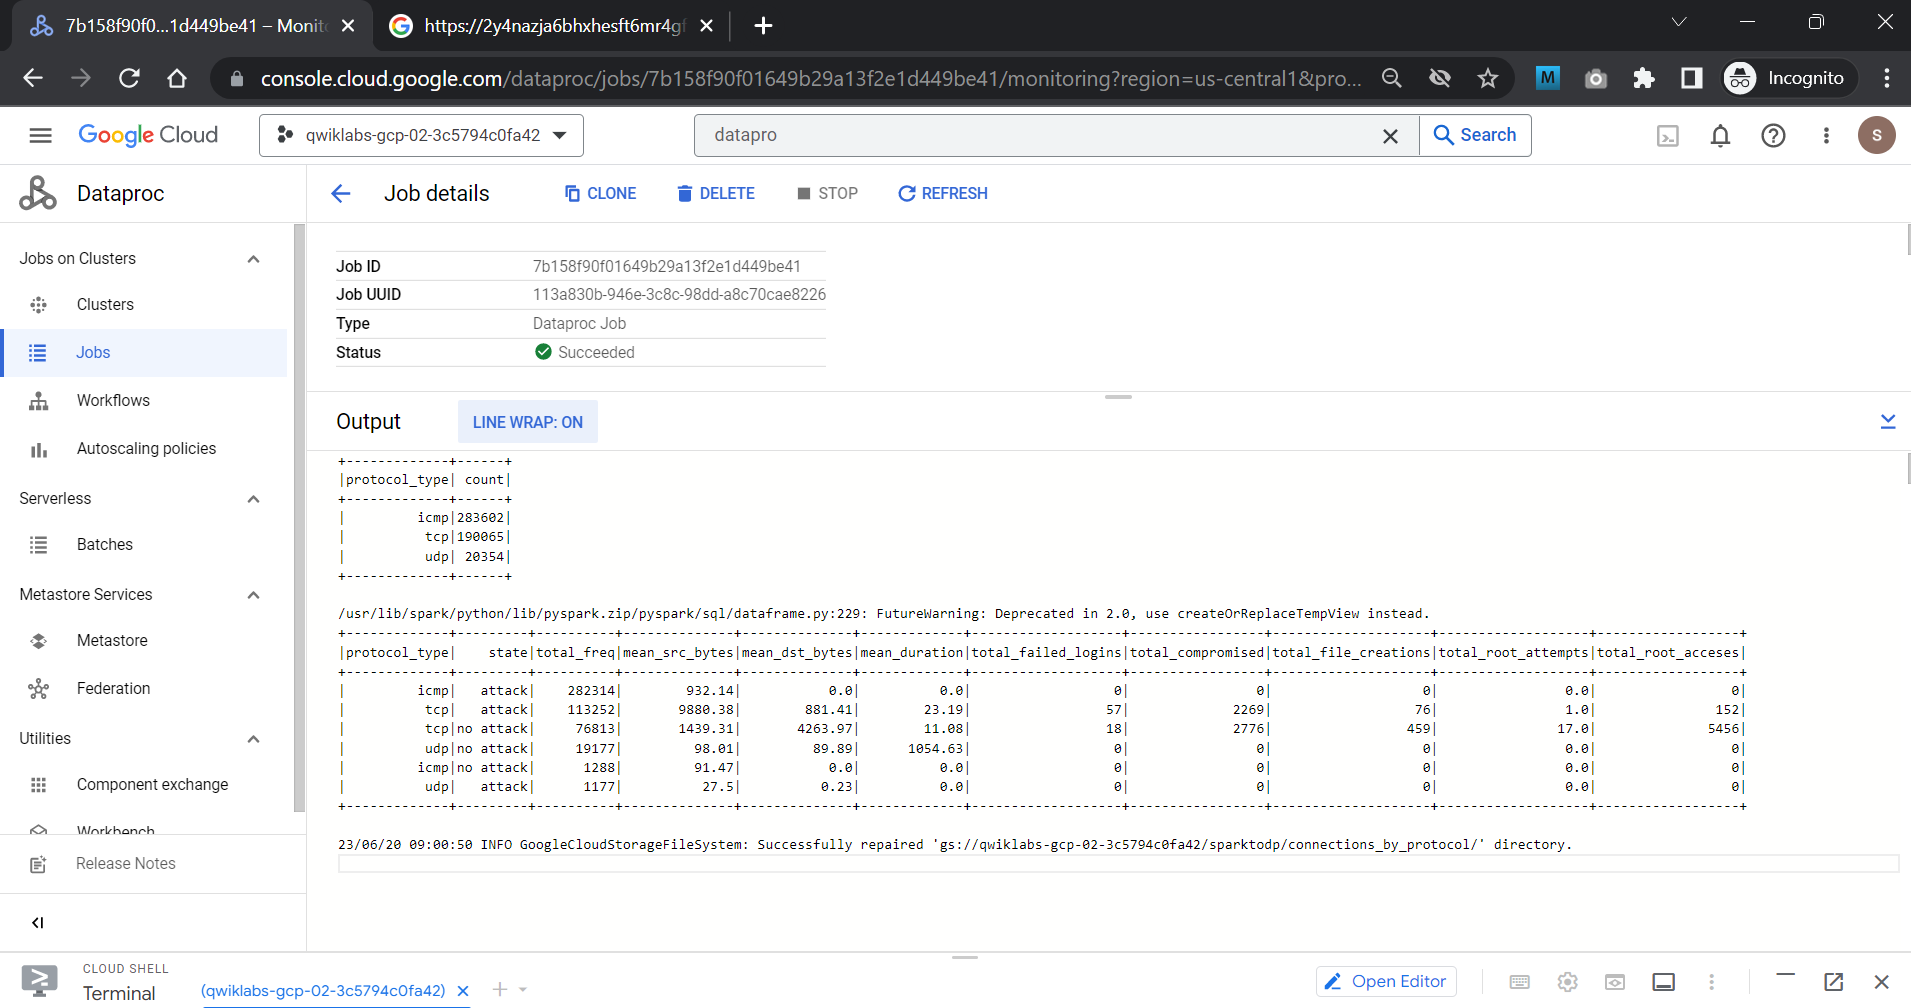 7b158f90f0...1d449be41 – Monito
https://2y4nazja6bhxhesft6mr4gf
console.cloud.google.com/dataproc/jobs/7b158f90f01649b29a13f2e1d449be41/monitoring?region=us-central1&pro...
M
Incognito
Google Cloud
qwiklabs-gcp-02-3c5794c0fa42
datapro
Search
S
Dataproc
Job details
CLONE
DELETE
STOP
REFRESH
Jobs on Clusters
Clusters
Jobs
Workflows
Autoscaling policies
Serverless
Batches
Metastore Services
Metastore
Federation
Utilities
Component exchange
Workbench
Release Notes
Job ID 7b158f90f01649b29a13f2e1d449be41
Job UUID 113a830b-946e-3c8c-98dd-a8c70cae8226
Type Dataproc Job
Status Succeeded
Output
LINE WRAP: ON
+-------------+------+
|protocol_type| count|
+-------------+------+
|         icmp|283602|
|          tcp|190065|
|          udp| 20354|
+-------------+------+
/usr/lib/spark/python/lib/pyspark.zip/pyspark/sql/dataframe.py:229: FutureWarning: Deprecated in 2.0, use createOrReplaceTempView instead.
+-------------+---------+----------+--------------+--------------+-------------+-------------------+-----------------+--------------------+-------------------+------------------+
|protocol_type|    state|total_freq|mean_src_bytes|mean_dst_bytes|mean_duration|total_failed_logins|total_compromised|total_file_creations|total_root_attempts|total_root_acceses|
+-------------+---------+----------+--------------+--------------+-------------+-------------------+-----------------+--------------------+-------------------+------------------+
|         icmp|   attack|    282314|        932.14|           0.0|          0.0|                  0|                0|                   0|                0.0|                 0|
|          tcp|   attack|    113252|       9880.38|        881.41|        23.19|                 57|             2269|                  76|                1.0|               152|
|          tcp|no attack|     76813|       1439.31|       4263.97|        11.08|                 18|             2776|                 459|               17.0|              5456|
|          udp|no attack|     19177|         98.01|         89.89|      1054.63|                  0|                0|                   0|                0.0|                 0|
|         icmp|no attack|      1288|         91.47|           0.0|          0.0|                  0|                0|                   0|                0.0|                 0|
|          udp|   attack|      1177|          27.5|          0.23|          0.0|                  0|                0|                   0|                0.0|                 0|
+-------------+---------+----------+--------------+--------------+-------------+-------------------+-----------------+--------------------+-------------------+------------------+
23/06/20 09:00:50 INFO GoogleCloudStorageFileSystem: Successfully repaired 'gs://qwiklabs-gcp-02-3c5794c0fa42/sparktodp/connections_by_protocol/' directory.
CLOUD SHELL
Terminal
(qwiklabs-gcp-02-3c5794c0fa42)
Open Editor